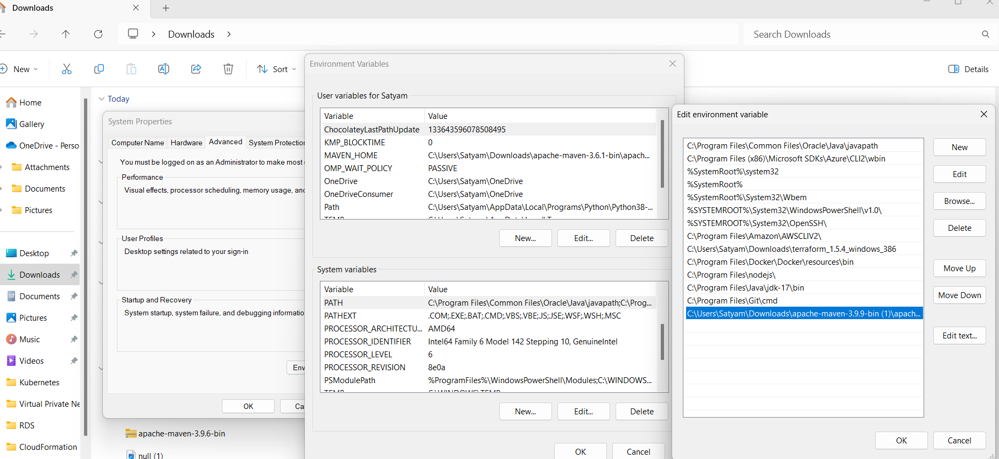 Downloads
Downloads
Search Downloads
New
Sort
Details
Home
Gallery
OneDrive - Perso
Attachments
Documents
Pictures
Desktop
Downloads
Documents
Pictures
Music
Videos
Kubernetes
Virtual Private Ne
RDS
CloudFormation
Today
System Properties
Computer Name
Hardware
Advanced
System Protection
You must be logged on as an Administrator to make most
Performance
Visual effects, processor scheduling, memory usage, and
User Profiles
Desktop settings related to your sign-in
Startup and Recovery
System startup, system failure, and debugging informatio
Env
OK
Ca
apache-maven-3.9.6-bin
null (1)
Environment Variables
User variables for Satyam
Variable Value
ChocolateyLastPathUpdate 133643596078508495
KMP_BLOCKTIME 0
MAVEN_HOME C:\Users\Satyam\Downloads\apache-maven-3.6.1-bin\apach...
OMP_WAIT_POLICY PASSIVE
OneDrive C:\Users\Satyam\OneDrive
OneDriveConsumer C:\Users\Satyam\OneDrive
Path C:\Users\Satyam\AppData\Local\Programs\Python\Python38-...
New...
Edit...
Delete
System variables
Variable Value
PATH C:\Program Files\Common Files\Oracle\Java\javapath;C:\Prog...
PATHEXT .COM;.EXE;.BAT;.CMD;.VBS;.VBE;.JS;.JSE;.WSF;.WSH;.MSC
PROCESSOR_ARCHITECTU... AMD64
PROCESSOR_IDENTIFIER Intel64 Family 6 Model 142 Stepping 10, GenuineIntel
PROCESSOR_LEVEL 6
PROCESSOR_REVISION 8e0a
PSModulePath %ProgramFiles%\WindowsPowerShell\Modules;C:\WINDOWS...
New...
Edit...
Delete
OK
Cancel
Edit environment variable
C:\Program Files\Common Files\Oracle\Java\javapath
C:\Program Files (x86)\Microsoft SDKs\Azure\CLI2\wbin
%SystemRoot%\system32
%SystemRoot%
%SystemRoot%\System32\Wbem
%SYSTEMROOT%\System32\WindowsPowerShell\v1.0\
%SYSTEMROOT%\System32\OpenSSH\
C:\Program Files\Amazon\AWSCLIV2\
C:\Users\Satyam\Downloads\terraform_1.5.4_windows_386
C:\Program Files\Docker\Docker\resources\bin
C:\Program Files\nodejs\
C:\Program Files\Java\jdk-17\bin
C:\Program Files\Git\cmd
C:\Users\Satyam\Downloads\apache-maven-3.9.9-bin (1)\apach...
New
Edit
Browse...
Delete
Move Up
Move Down
Edit text...
OK
Cancel